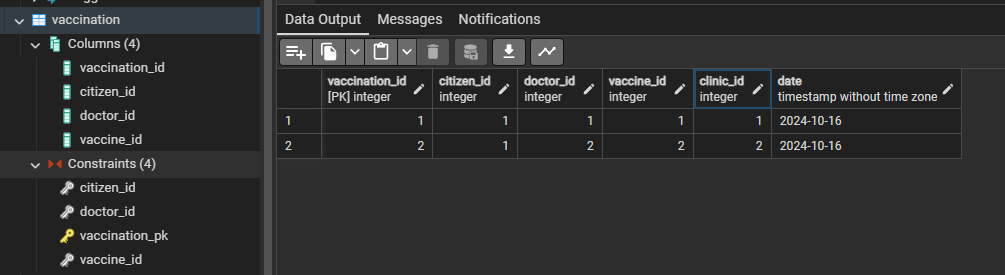 vaccination
Columns (4)
vaccination_id
citizen_id
doctor_id
vaccine_id
Constraints (4)
citizen_id
doctor_id
vaccination_pk
vaccine_id
Data Output Messages Notifications
vaccination_id citizen_id doctor_id vaccine_id clinic_id date
[PK] integer integer integer integer integer timestamp without time zone
1 1 1 1 1 1 2024-10-16
2 2 1 2 2 2 2024-10-16